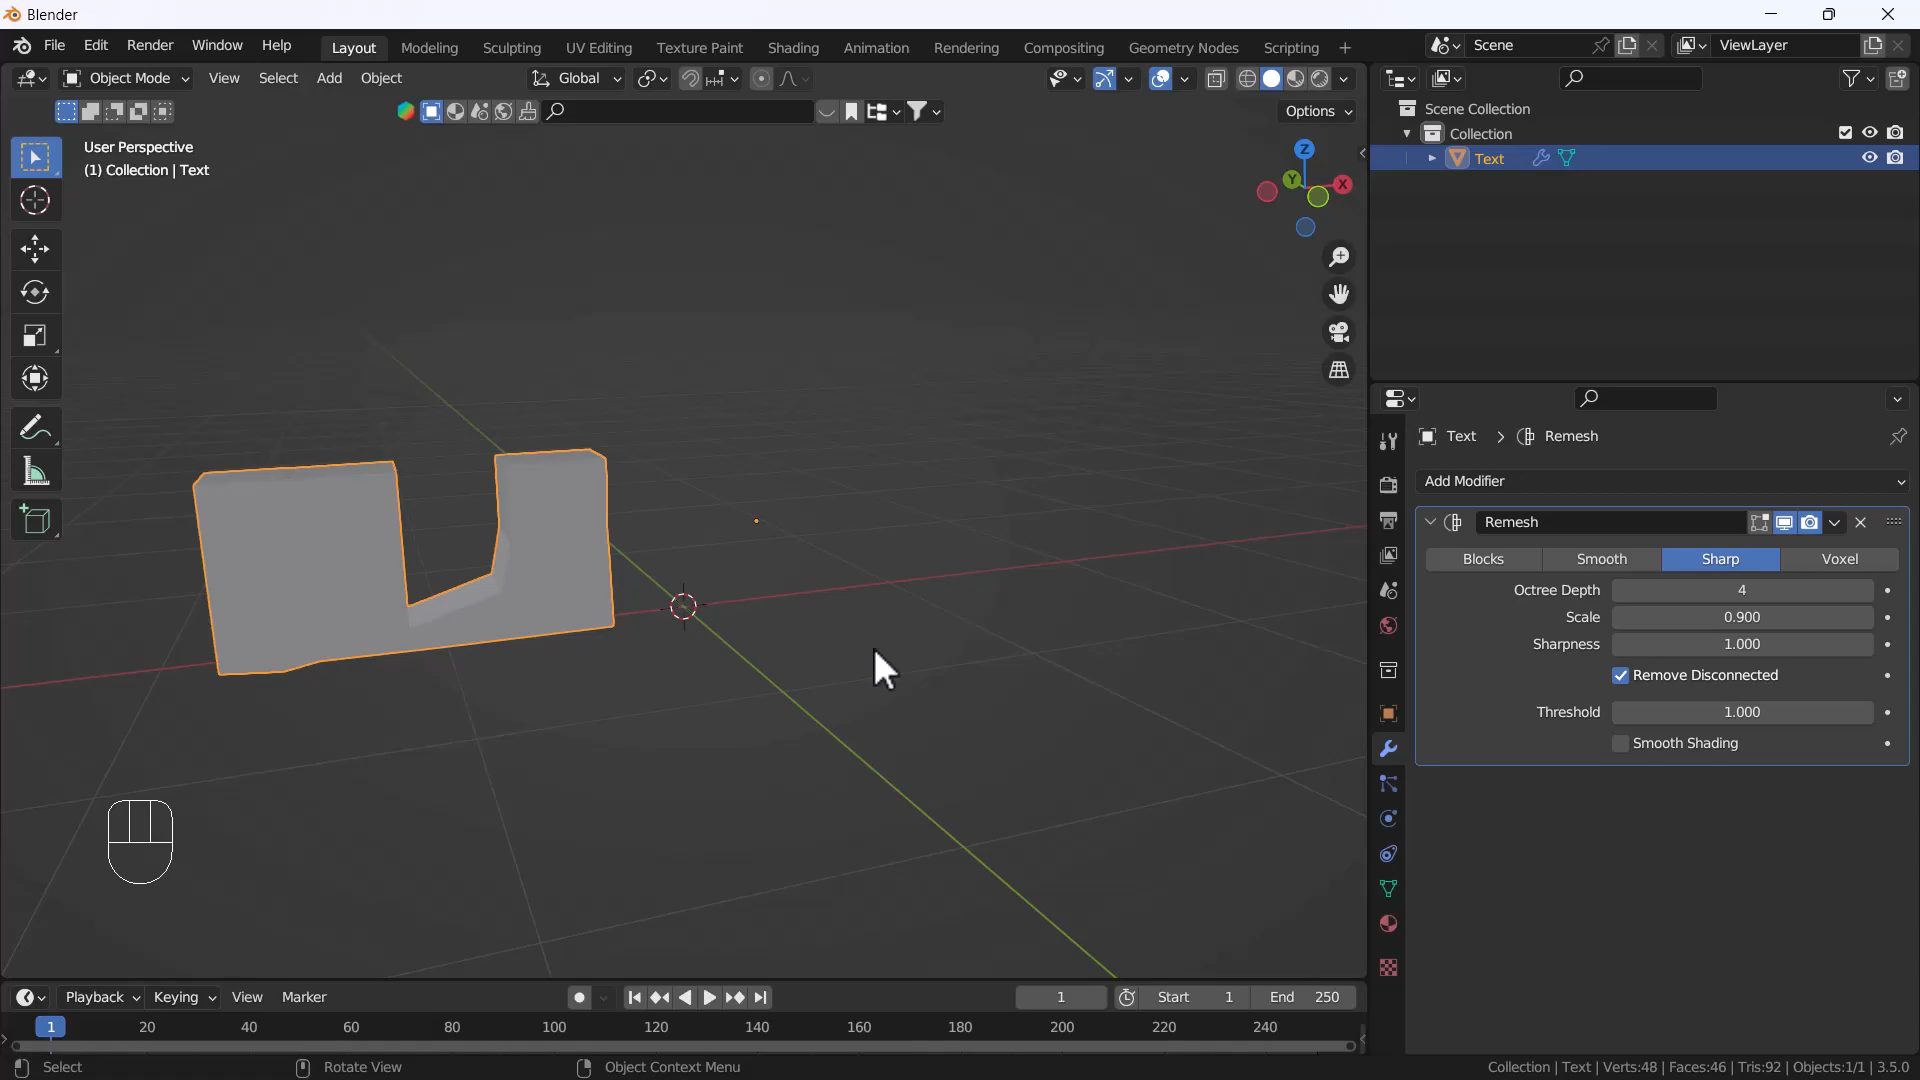 Blender
File Edit Render Window Help Layout Modeling Sculpting UV Editing Texture Paint Shading Animation Rendering Compositing Geometry Nodes Scripting + Scene ViewLayer
Object Mode View Select Add Object Global
Options
User Perspective
(1) Collection | Text
Z
Y X
Scene Collection
Collection
Text
Text > Remesh
Add Modifier
Remesh
Blocks Smooth Sharp Voxel
Octree Depth 4
Scale 0.900
Sharpness 1.000
Remove Disconnected
Threshold 1.000
Smooth Shading
Playback Keying View Marker 1 Start 1 End 250
1 20 40 60 80 100 120 140 160 180 200 220 240
Select Rotate View Object Context Menu Collection | Text | Verts:48 | Faces:46 | Tris:92 | Objects:1/1 | 3.5.0